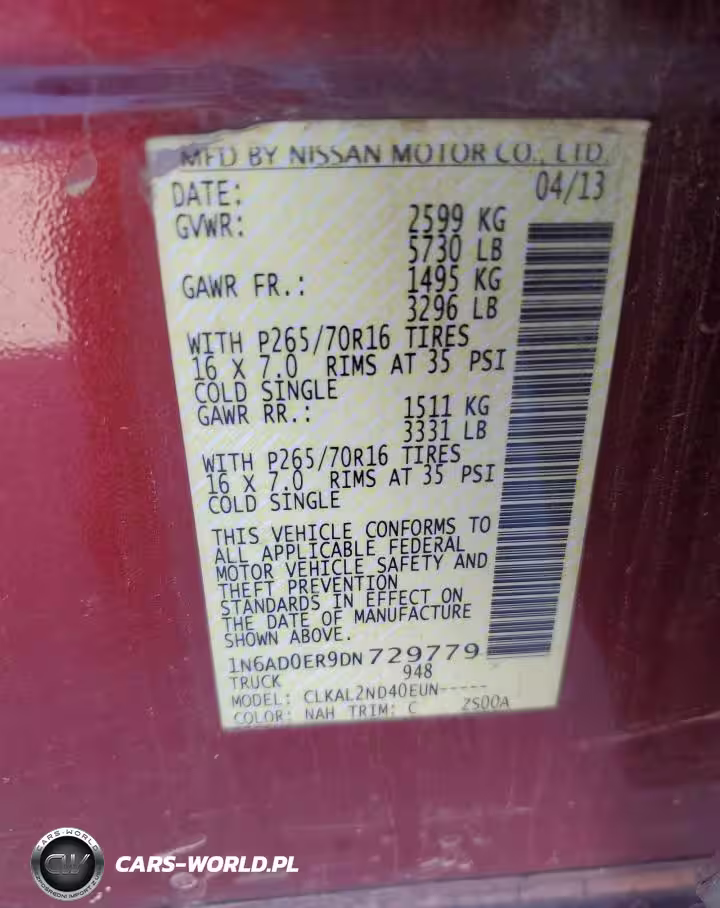 MFD BY NISSAN MOTOR CO., LTD.
DATE: 04/13
GVWR: 2599 KG
5730 LB
GAWR FR.: 1495 KG
3296 LB
WITH P265/70R16 TIRES
16 X 7.0 RIMS AT 35 PSI
COLD SINGLE
GAWR RR.: 1511 KG
3331 LB
WITH P265/70R16 TIRES
16 X 7.0 RIMS AT 35 PSI
COLD SINGLE
THIS VEHICLE CONFORMS TO
ALL APPLICABLE FEDERAL
MOTOR VEHICLE SAFETY AND
THEFT PREVENTION
STANDARDS IN EFFECT ON
THE DATE OF MANUFACTURE
SHOWN ABOVE.
1N6AD0ER9DN729779
TRUCK 948
MODEL: CLKAL2ND40EUN-----
COLOR: NAH TRIM: C 2S00A
CARS-WORLD
CW
CARS-WORLD.PL